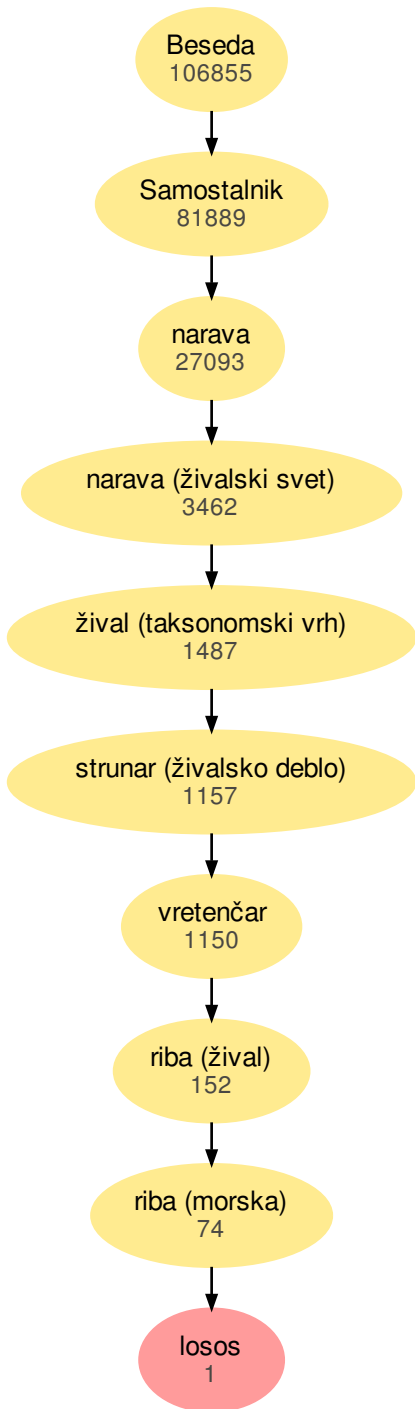 Beseda
106855
Samostalnik
81889
narava
27093
narava (živalski svet)
3462
žival (taksonomski vrh)
1487
strunar (živalsko deblo)
1157
vretenčar
1150
riba (žival)
152
riba (morska)
74
losos
1